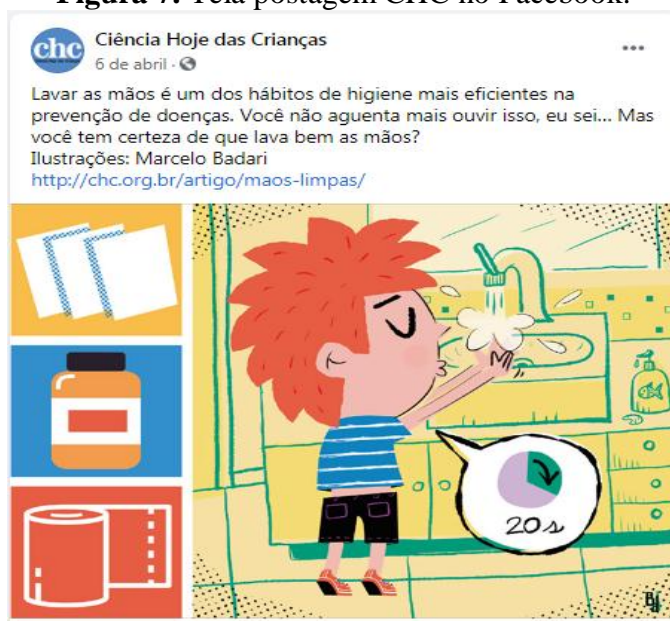 Figura 7. Tela postagem CHC no Facebook.
chc
Ciência Hoje das Crianças
6 de abril ·
Lavar as mãos é um dos hábitos de higiene mais eficientes na
prevenção de doenças. Você não aguenta mais ouvir isso, eu sei... Mas
você tem certeza de que lava bem as mãos?
Ilustrações: Marcelo Badari
http://chc.org.br/artigo/maos-limpas/
20s